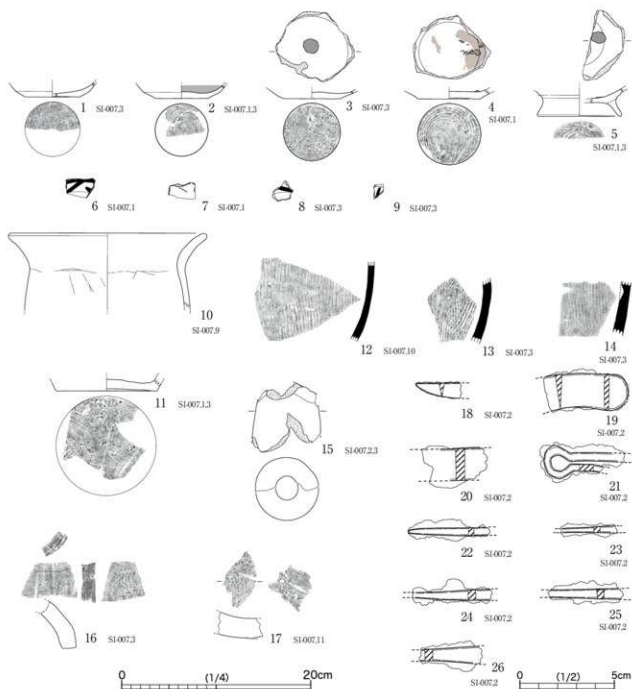 1 SI-007,3
2 SI-007,1,3
3 SI-007,3
4 SI-007,1
5 SI-007,1,3
6 SI-007,1
7 SI-007,1
8 SI-007,3
9 SI-007,3
10 SI-007,9
12 SI-007,10
13 SI-007,3
14 SI-007,3
11 SI-007,1,3
15 SI-007,2,3
18 SI-007,2
19 SI-007,2
20 SI-007,2
21 SI-007,2
22 SI-007,2
23 SI-007,2
16 SI-007,3
17 SI-007,11
24 SI-007,2
25 SI-007,2
26 SI-007,2
0 (1/4) 20cm
0 (1/2) 5cm